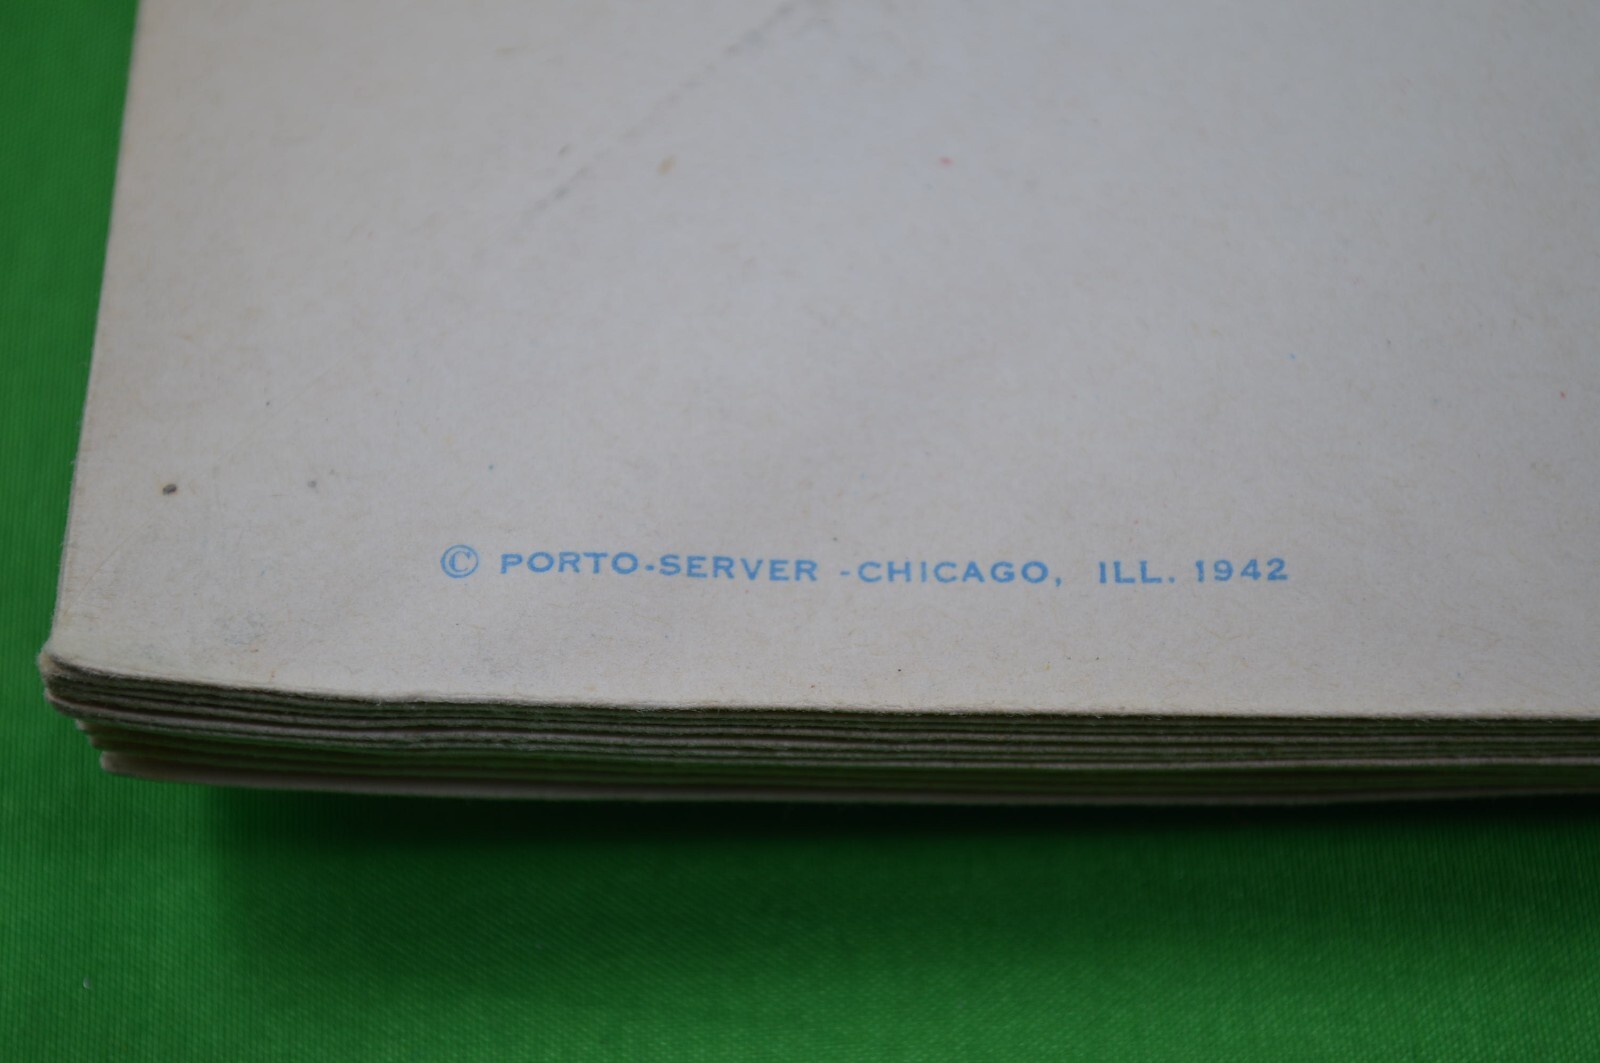 © PORTO-SERVER -CHICAGO, ILL. 1942